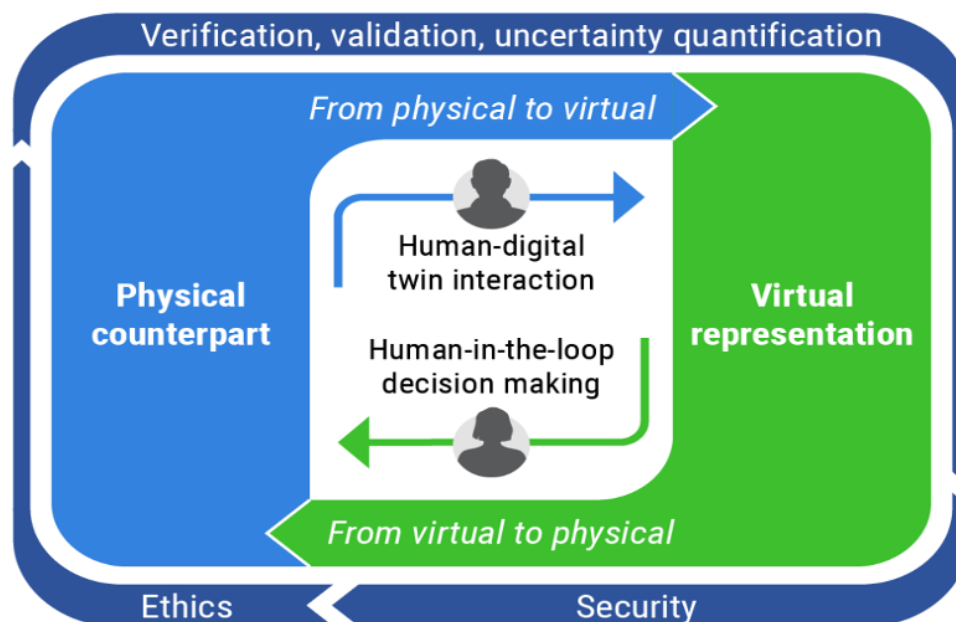 Verification, validation, uncertainty quantification
From physical to virtual
Human-digital
twin interaction
Physical
counterpart
Virtual
representation
Human-in-the-loop
decision making
From virtual to physical
Ethics
Security